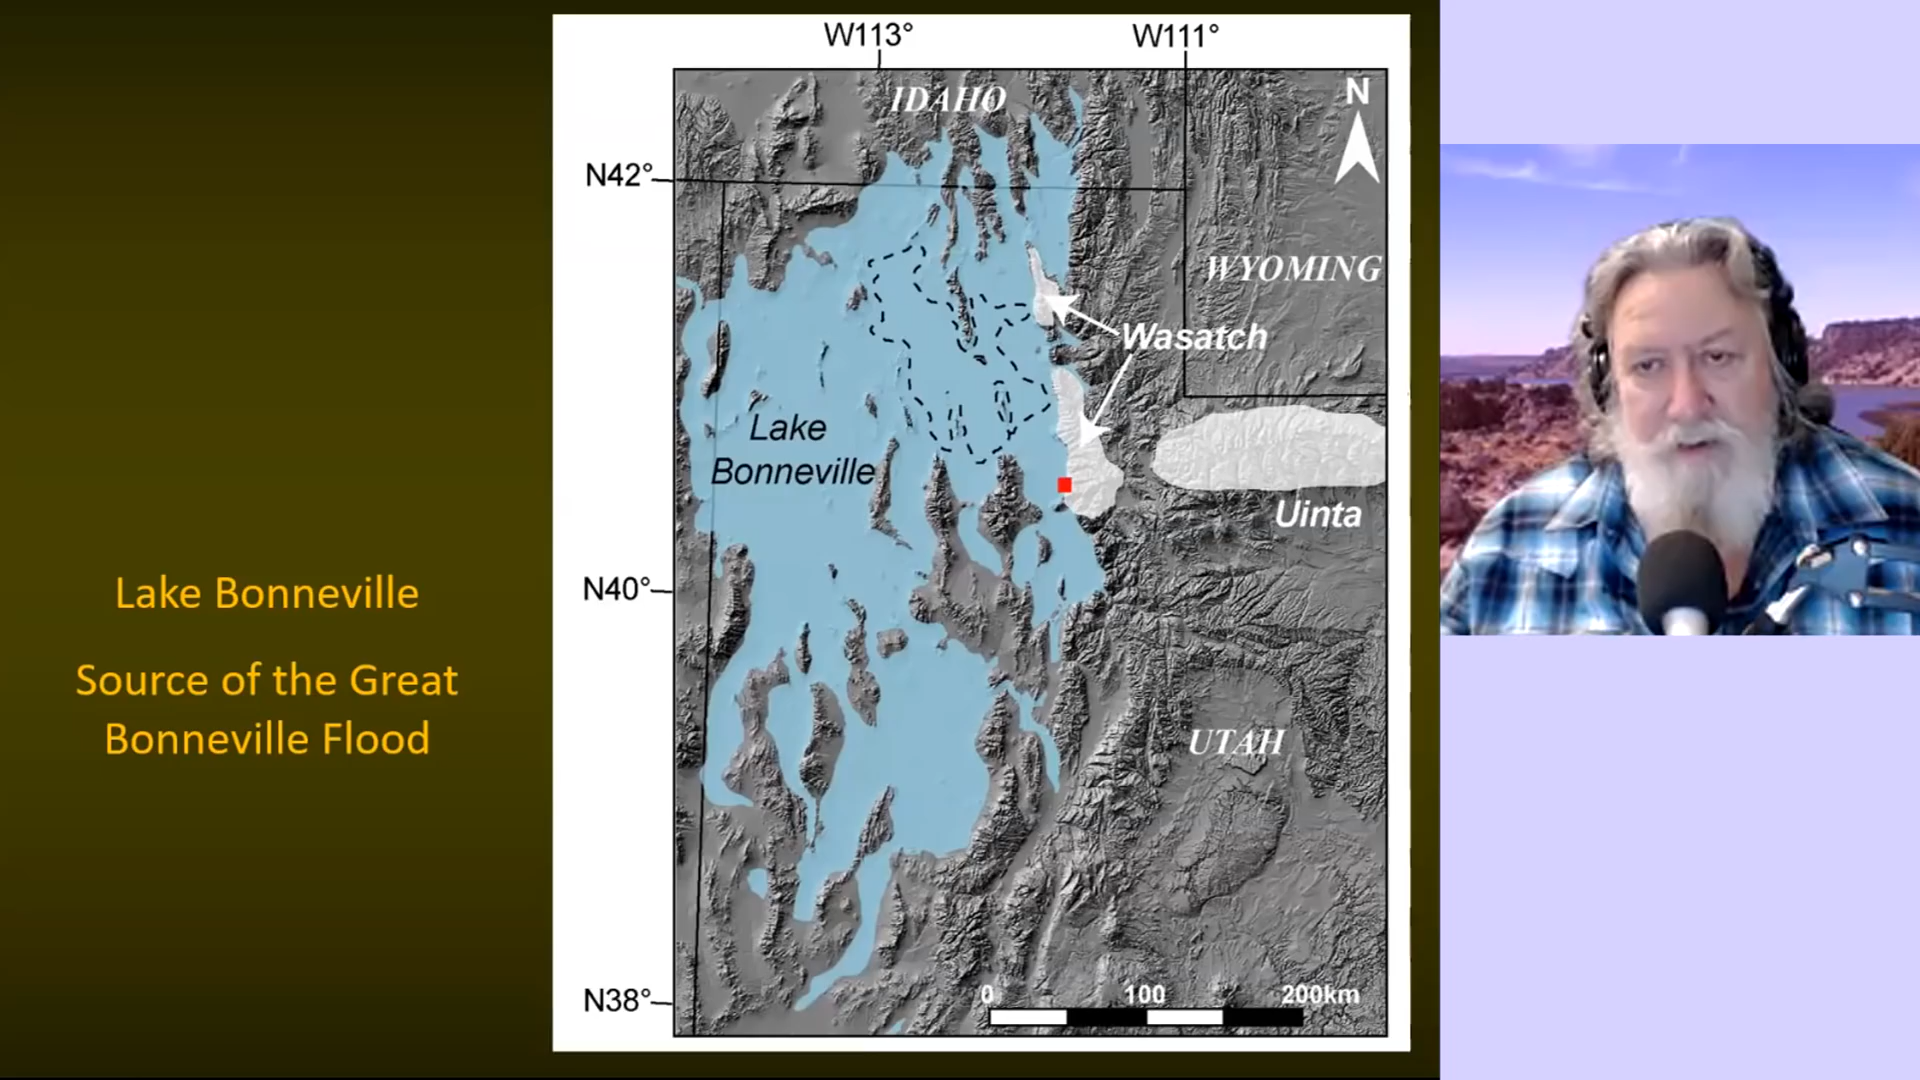 W113° W111°
IDAHO
N
N42°
WYOMING
Wasatch
Lake
Bonneville
Uinta
N40°
Lake Bonneville
Source of the Great
Bonneville Flood
UTAH
N38°
0 100 200km